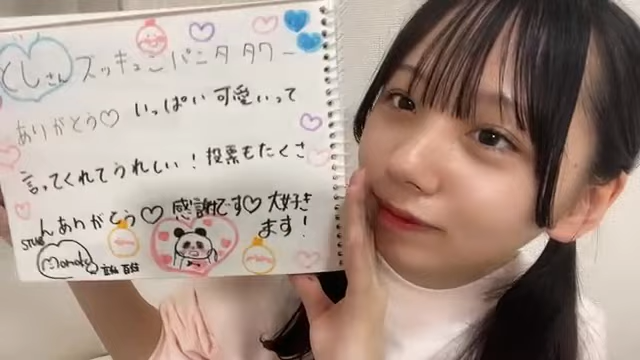 としさん ズッキュンパンタタワー
ありがとう♡ いっぱい可愛いって
言ってくれてうれしい！投票もたくさ
んありがとう♡ 感謝です♡ 大好き
ます！